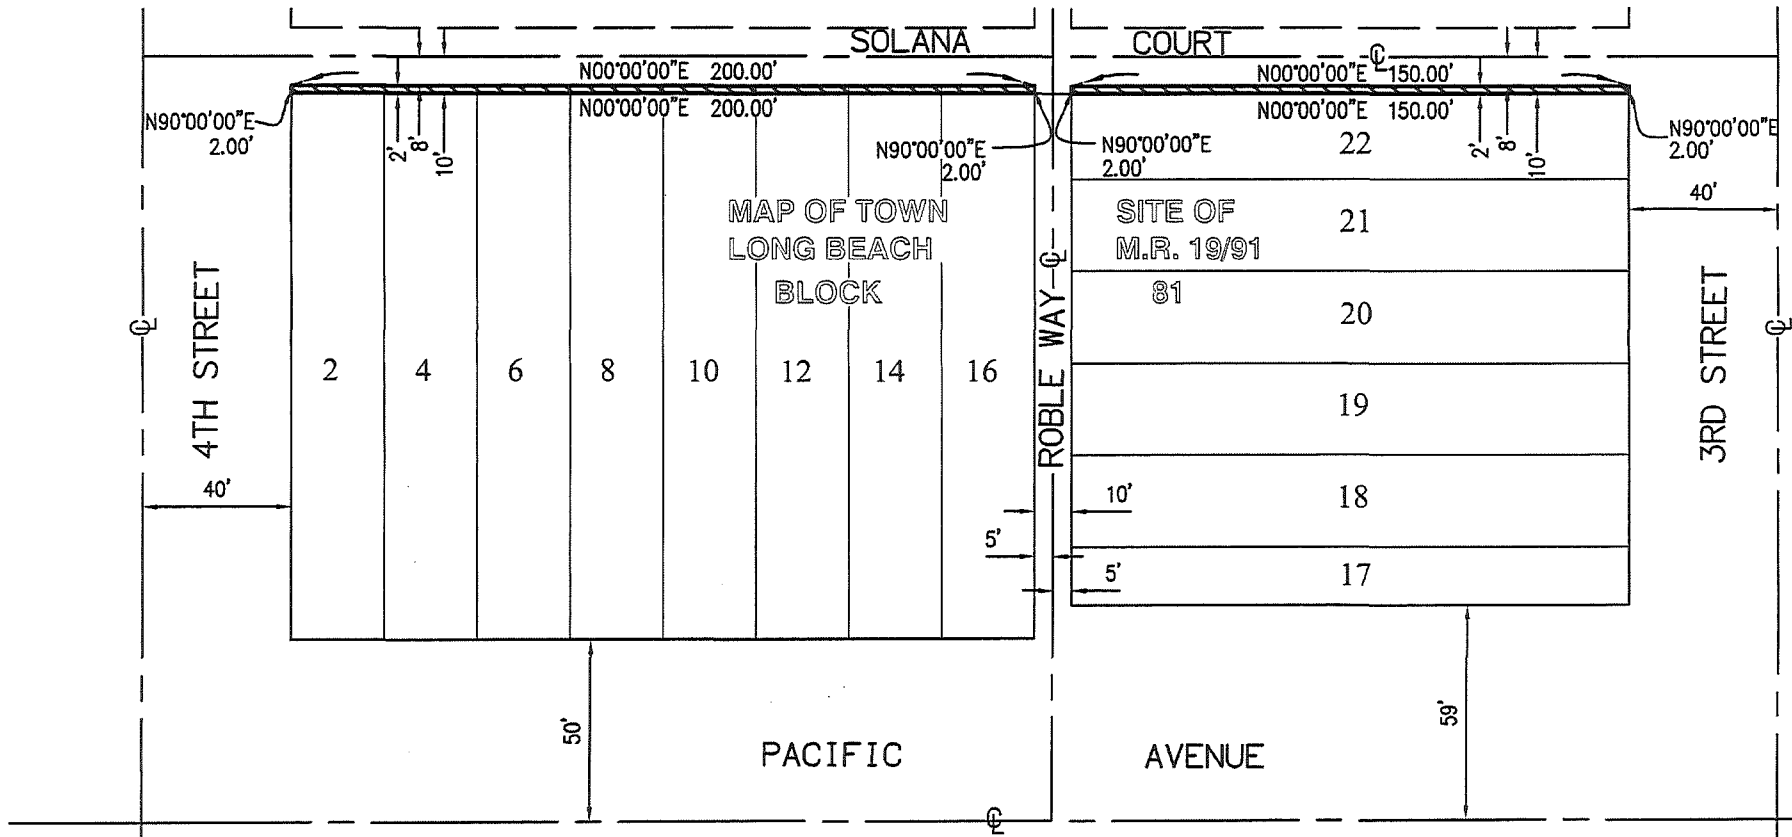 SOLANA COURT
℄
N00°00'00"E 200.00'
N00°00'00"E 150.00'
N00°00'00"E 200.00'
N00°00'00"E 150.00'
N90°00'00"E
2.00'
2'
8'
10'
N90°00'00"E
2.00'
N90°00'00"E
2.00'
22
2'
8'
10'
N90°00'00"E
2.00'
MAP OF TOWN SITE OF
LONG BEACH M.R. 19/91
BLOCK 81
21
40'
4TH STREET
℄
ROBLE WAY
℄
20
3RD STREET
℄
2 4 6 8 10 12 14 16
19
40'
10'
18
5'
5'
17
50'
59'
PACIFIC AVENUE
℄